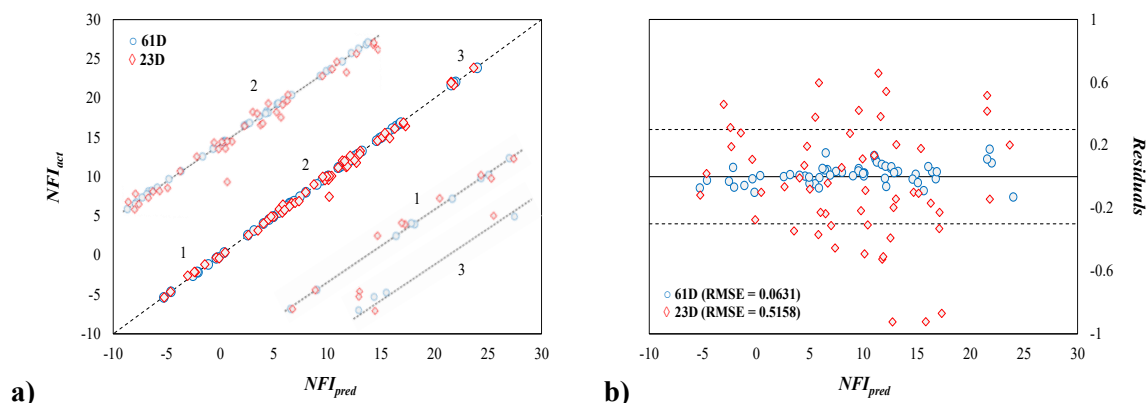 30
25
20
15
10
5
0
-5
-10
-10 -5 0 5 10 15 20 25 30
NFIact
NFIpred
61D
23D
2
3
2
1
1
3
a)
1
0.6
0.2
-0.2
-0.6
-1
-10 -5 0 5 10 15 20 25 30
Residuals
NFIpred
61D (RMSE = 0.0631)
23D (RMSE = 0.5158)
b)